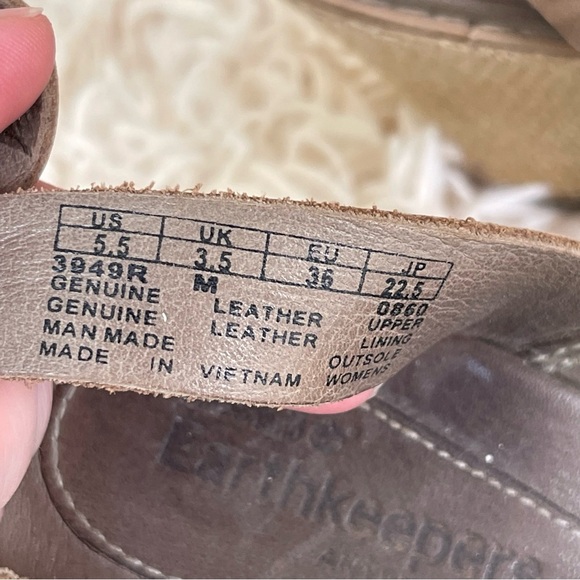 US UK EU JP
5.5 3.5 36 22.5
3949R M 0860
GENUINE LEATHER UPPER
GENUINE LEATHER LINING
MAN MADE OUTSOLE
MADE IN VIETNAM WOMENS
Earthkeepers